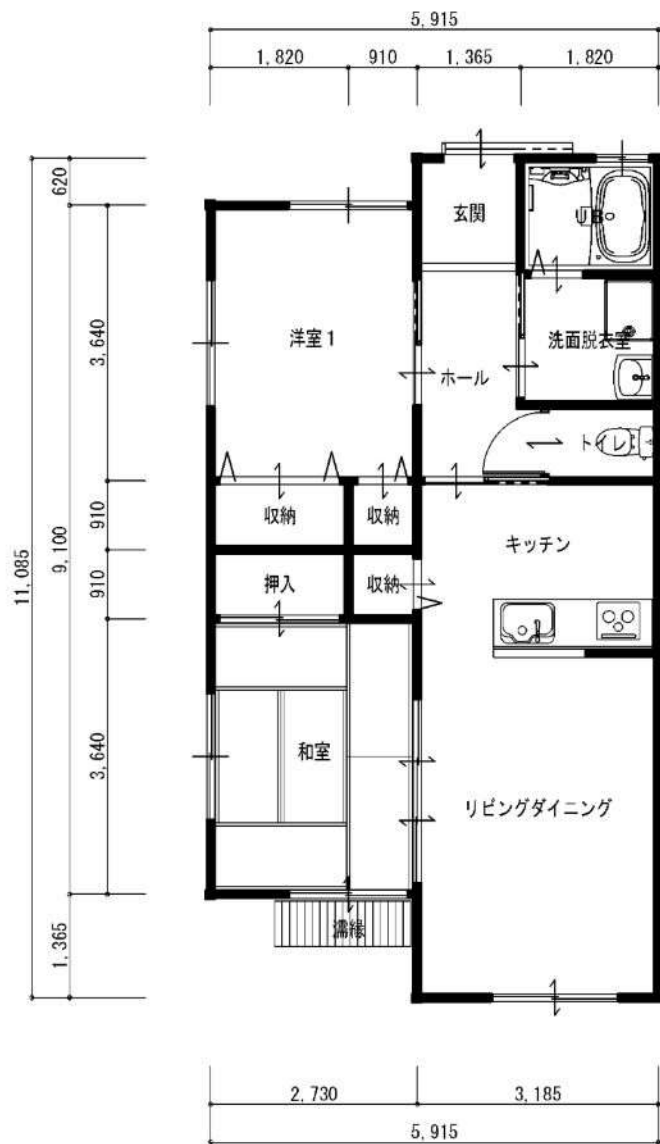 5,915
1,820
910
1,365
1,820
620
玄関
UB
3,640
洋室1
洗面脱衣室
ホール
トイレ
910
収納
収納
キッチン
11,085
9,100
910
押入
収納
3,640
和室
リビングダイニング
1,365
濡縁
2,730
3,185
5,915